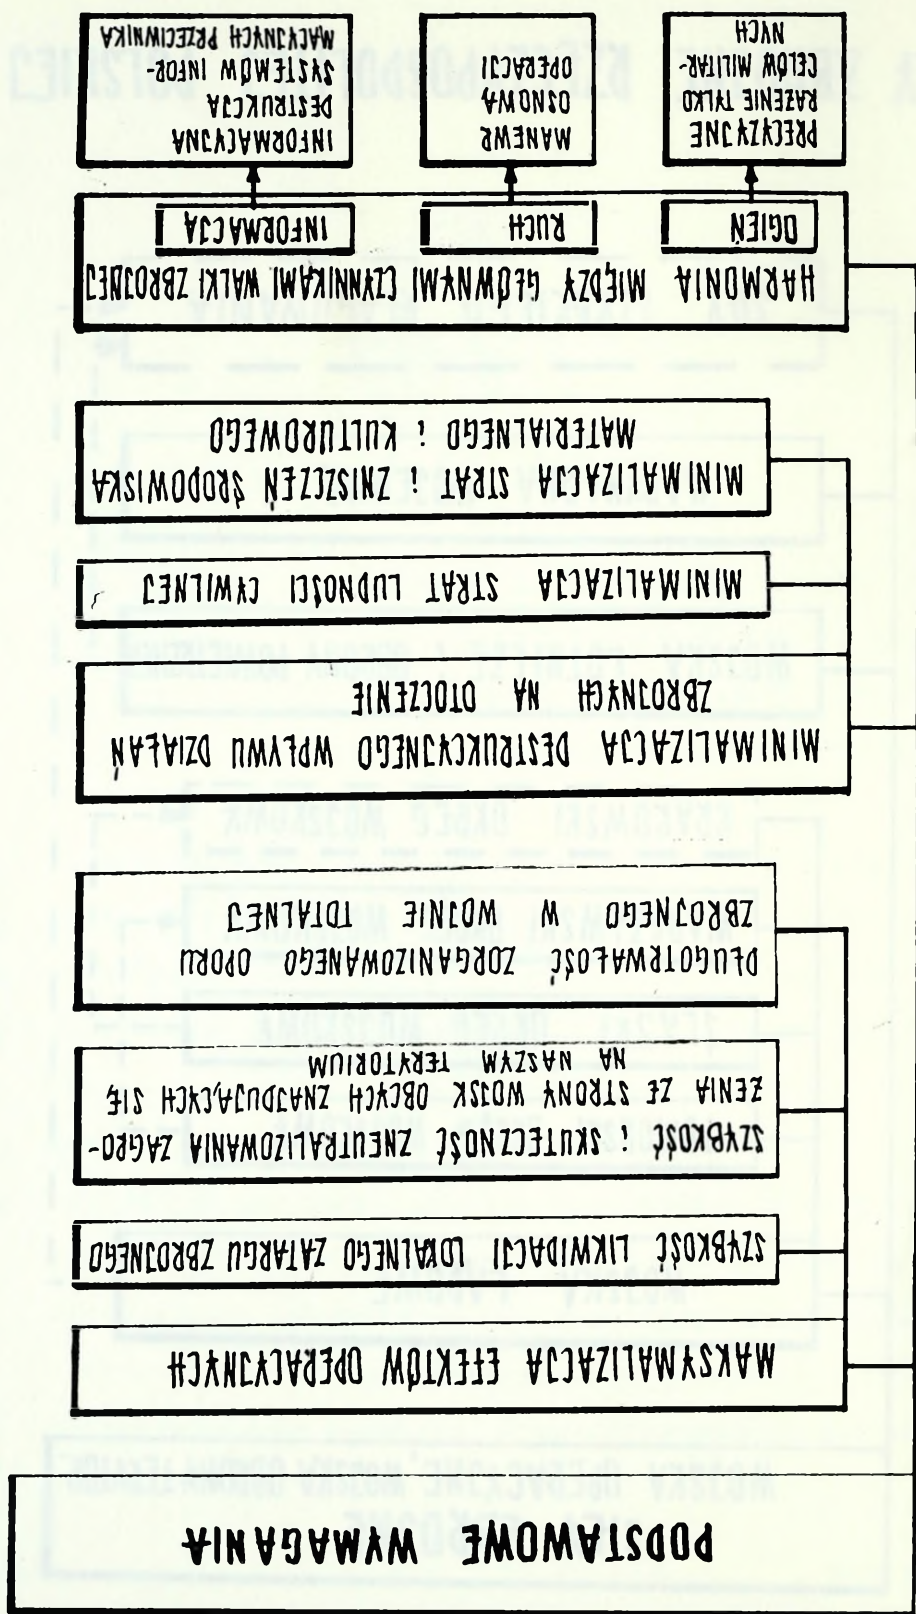 PODSTAWOWE WYMAGANIA
MAKSYMALIZACJA EFEKTÓW OPERACYJNYCH
SZYBKOŚĆ LIKWIDACJI LOKALNEGO ZATARGU ZBROJNEGO
SZYBKOŚĆ i SKUTECZNOŚĆ ZNEUTRALIZOWANIA ZAGRO-
ŻENIA ZE STRONY WOJSK OBCYCH ZNAJDUJĄCYCH SIĘ
NA NASZYM TERYTORIUM
DŁUGOTRWAŁOŚĆ ZORGANIZOWANEGO OPORU
ZBROJNEGO W WOJNIE TOTALNEJ
MINIMALIZACJA DESTRUKCYJNEGO WPŁYWU DZIAŁAŃ
ZBROJNYCH NA OTOCZENIE
MINIMALIZACJA STRAT LUDNOŚCI CYWILNEJ
MINIMALIZACJA STRAT i ZNISZCZEŃ ŚRODOWISKA
MATERIALNEGO i KULTUROWEGO
HARMONIA MIĘDZY GŁÓWNYMI CZYNNIKAMI WALKI ZBROJNEJ
OGIEŃ
RUCH
INFORMACJA
PRECYZYJNE
RAŻENIE TYLKO
CELÓW MILITAR-
NYCH
MANEWR
OSNOWĄ
OPERACJI
INFORMACYJNA
DESTRUKCJA
SYSTEMÓW INFOR-
MACYJNYCH PRZECIWNIKA